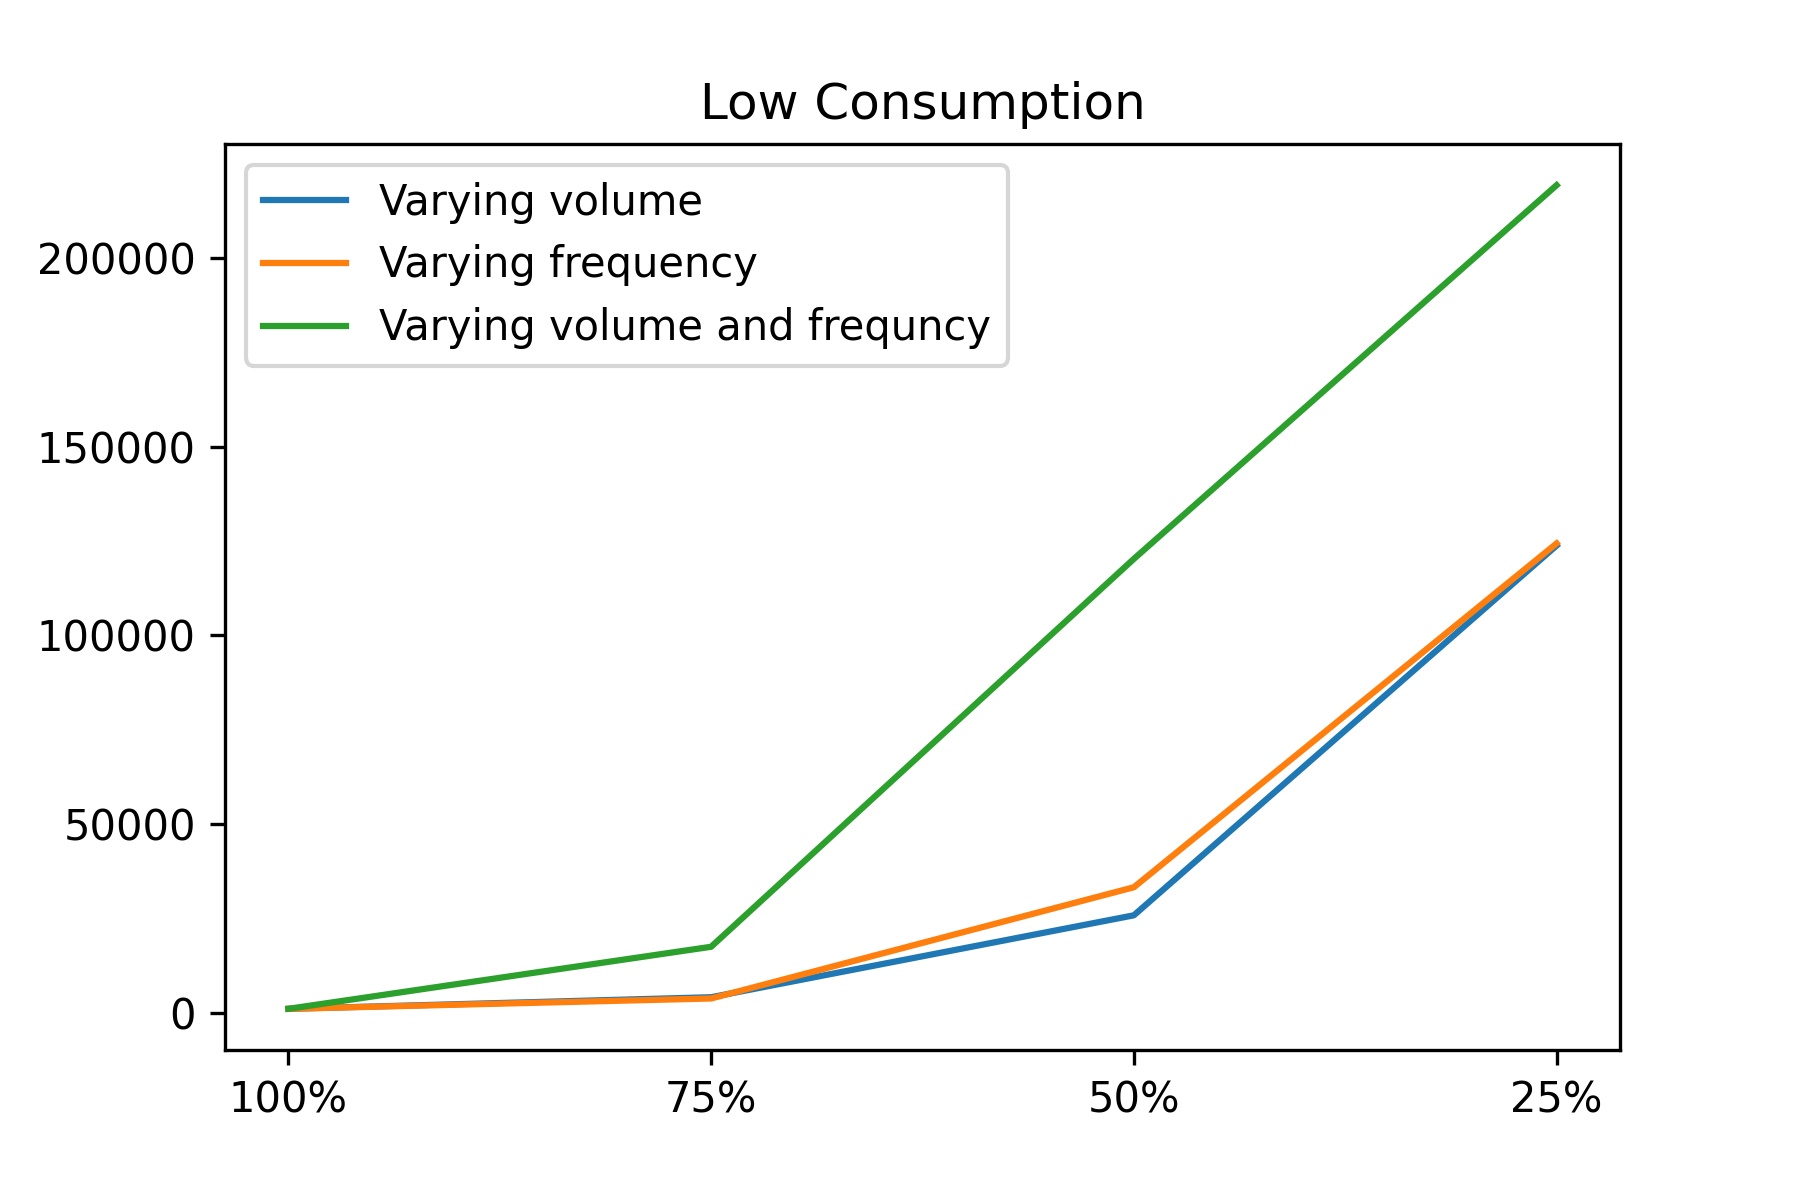 Low Consumption
Varying volume
Varying frequency
Varying volume and frequncy
200000
150000
100000
50000
0
100% 75% 50% 25%